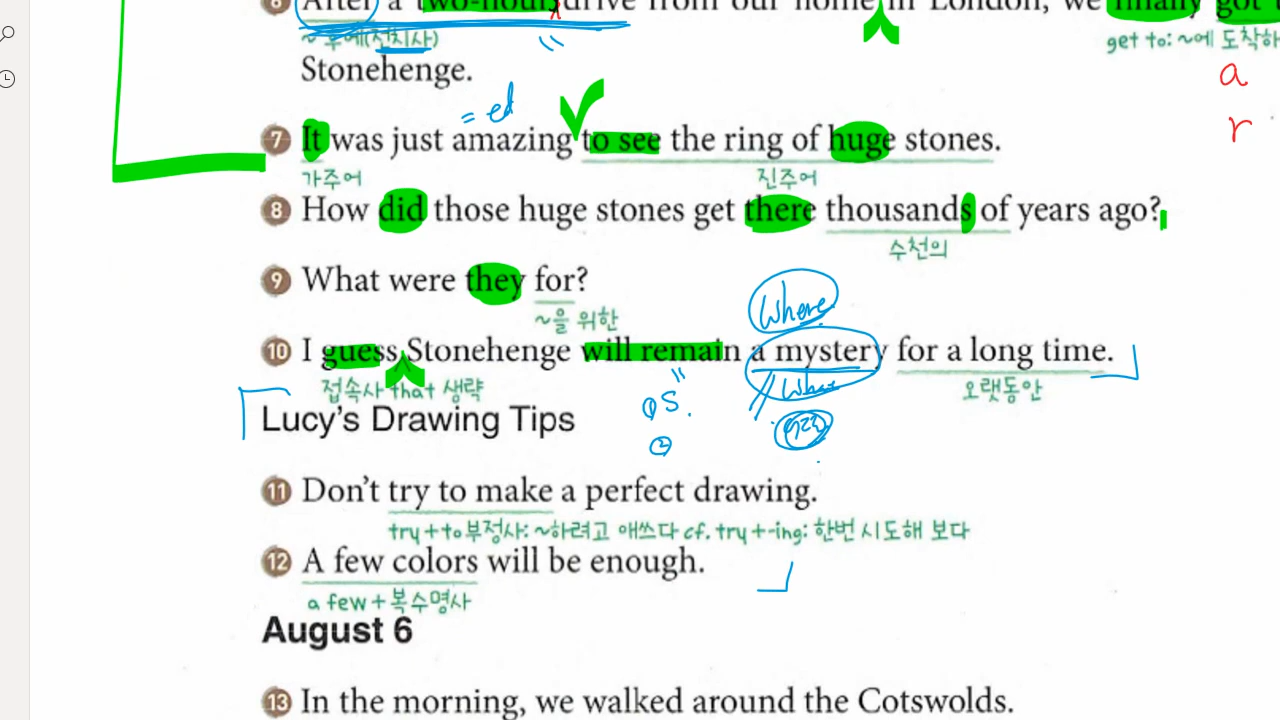 6 After a two-hour drive from our home in London, we finally got t
~ 후에(전치사) get to: ~에 도착하
Stonehenge.
a
= ed
r
7 It was just amazing to see the ring of huge stones.
가주어 진주어
8 How did those huge stones get there thousands of years ago?
수천의
9 What were they for?
~을 위한
Where
10 I guess Stonehenge will remain a mystery for a long time.
접속사 that 생략 What 오랫동안
① S.
Lucy's Drawing Tips
②
11 Don't try to make a perfect drawing.
try+to부정사: ~하려고 애쓰다 cf. try+-ing: 한번 시도해 보다
12 A few colors will be enough.
a few + 복수명사
August 6
13 In the morning, we walked around the Cotswolds.